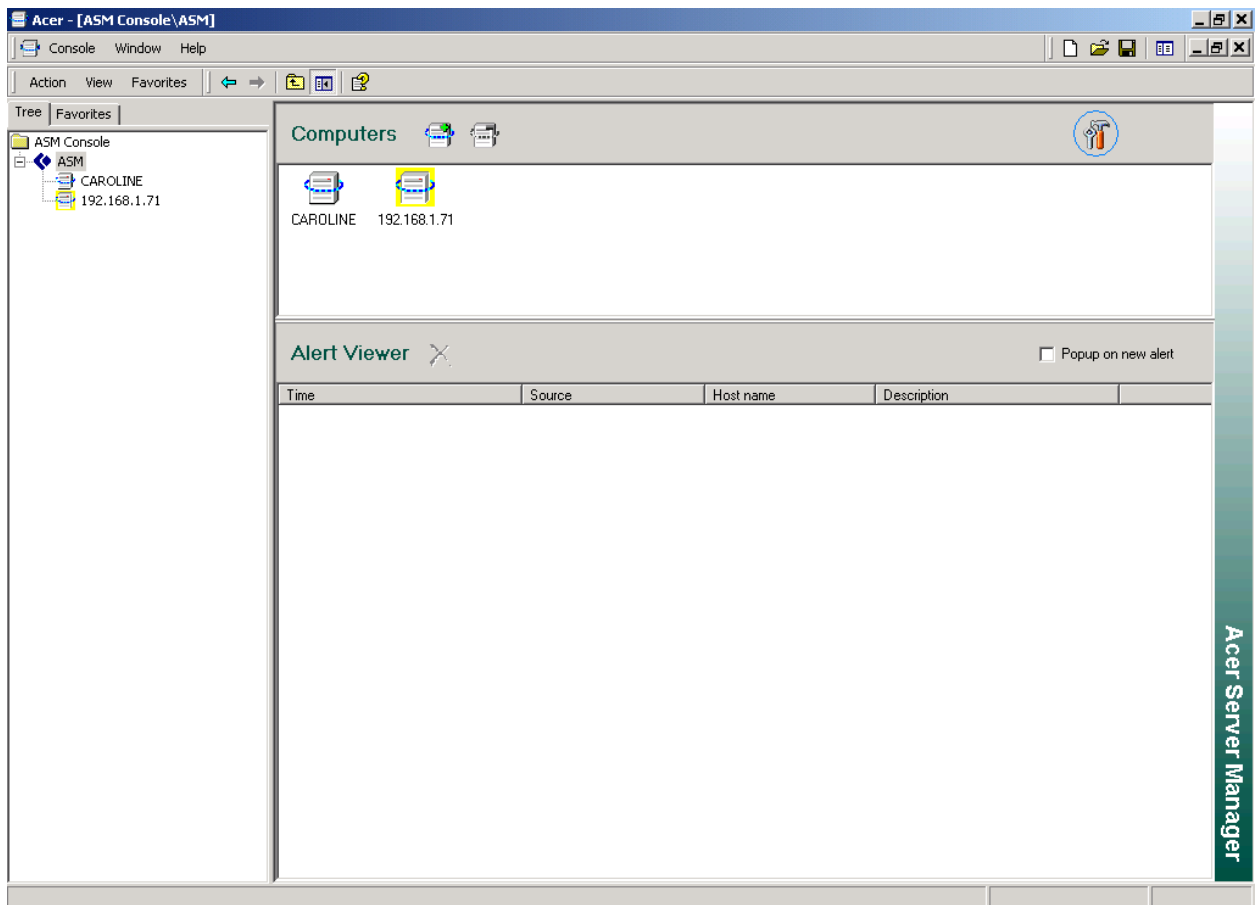 Acer - [ASM Console\ASM]
Console Window Help
Action View Favorites
Tree Favorites
ASM Console
ASM
CAROLINE
192.168.1.71
Computers
CAROLINE 192.168.1.71
Alert Viewer Popup on new alert
Time Source Host name Description
Acer Server Manager